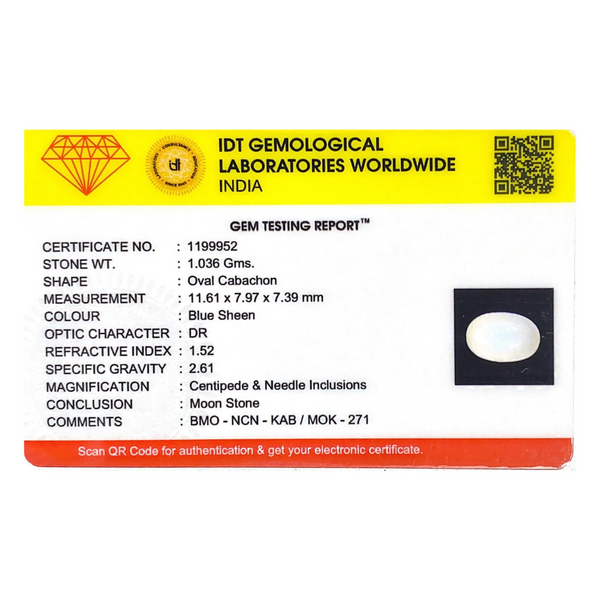 IDT GEMOLOGICAL
LABORATORIES WORLDWIDE
INDIA
idt
GEM TESTING REPORT™
CERTIFICATE NO. : 1199952
STONE WT. : 1.036 Gms.
SHAPE : Oval Cabachon
MEASUREMENT : 11.61 x 7.97 x 7.39 mm
COLOUR : Blue Sheen
OPTIC CHARACTER : DR
REFRACTIVE INDEX : 1.52
SPECIFIC GRAVITY : 2.61
MAGNIFICATION : Centipede & Needle Inclusions
CONCLUSION : Moon Stone
COMMENTS : BMO - NCN - KAB / MOK - 271
Scan QR Code for authentication & get your electronic certificate.